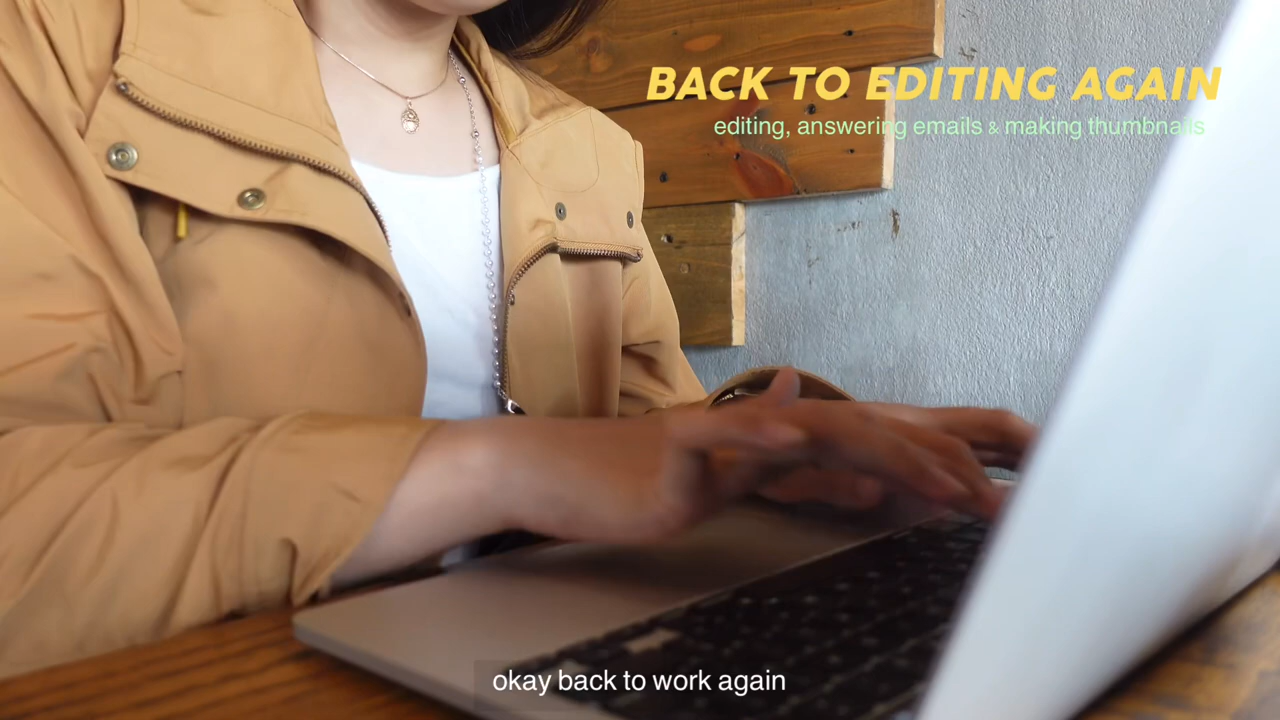 BACK TO EDITING AGAIN
editing, answering emails & making thumbnails
okay back to work again